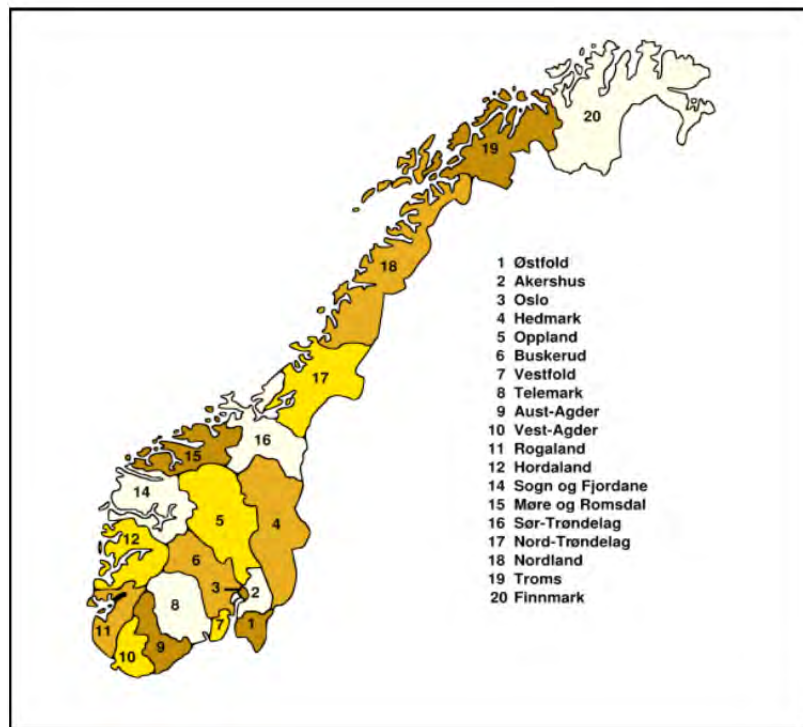 20
19
18
17
16
15
14
5
4
12
6
3
2
8
11
7
1
9
10
1 Østfold
2 Akershus
3 Oslo
4 Hedmark
5 Oppland
6 Buskerud
7 Vestfold
8 Telemark
9 Aust-Agder
10 Vest-Agder
11 Rogaland
12 Hordaland
14 Sogn og Fjordane
15 Møre og Romsdal
16 Sør-Trøndelag
17 Nord-Trøndelag
18 Nordland
19 Troms
20 Finnmark